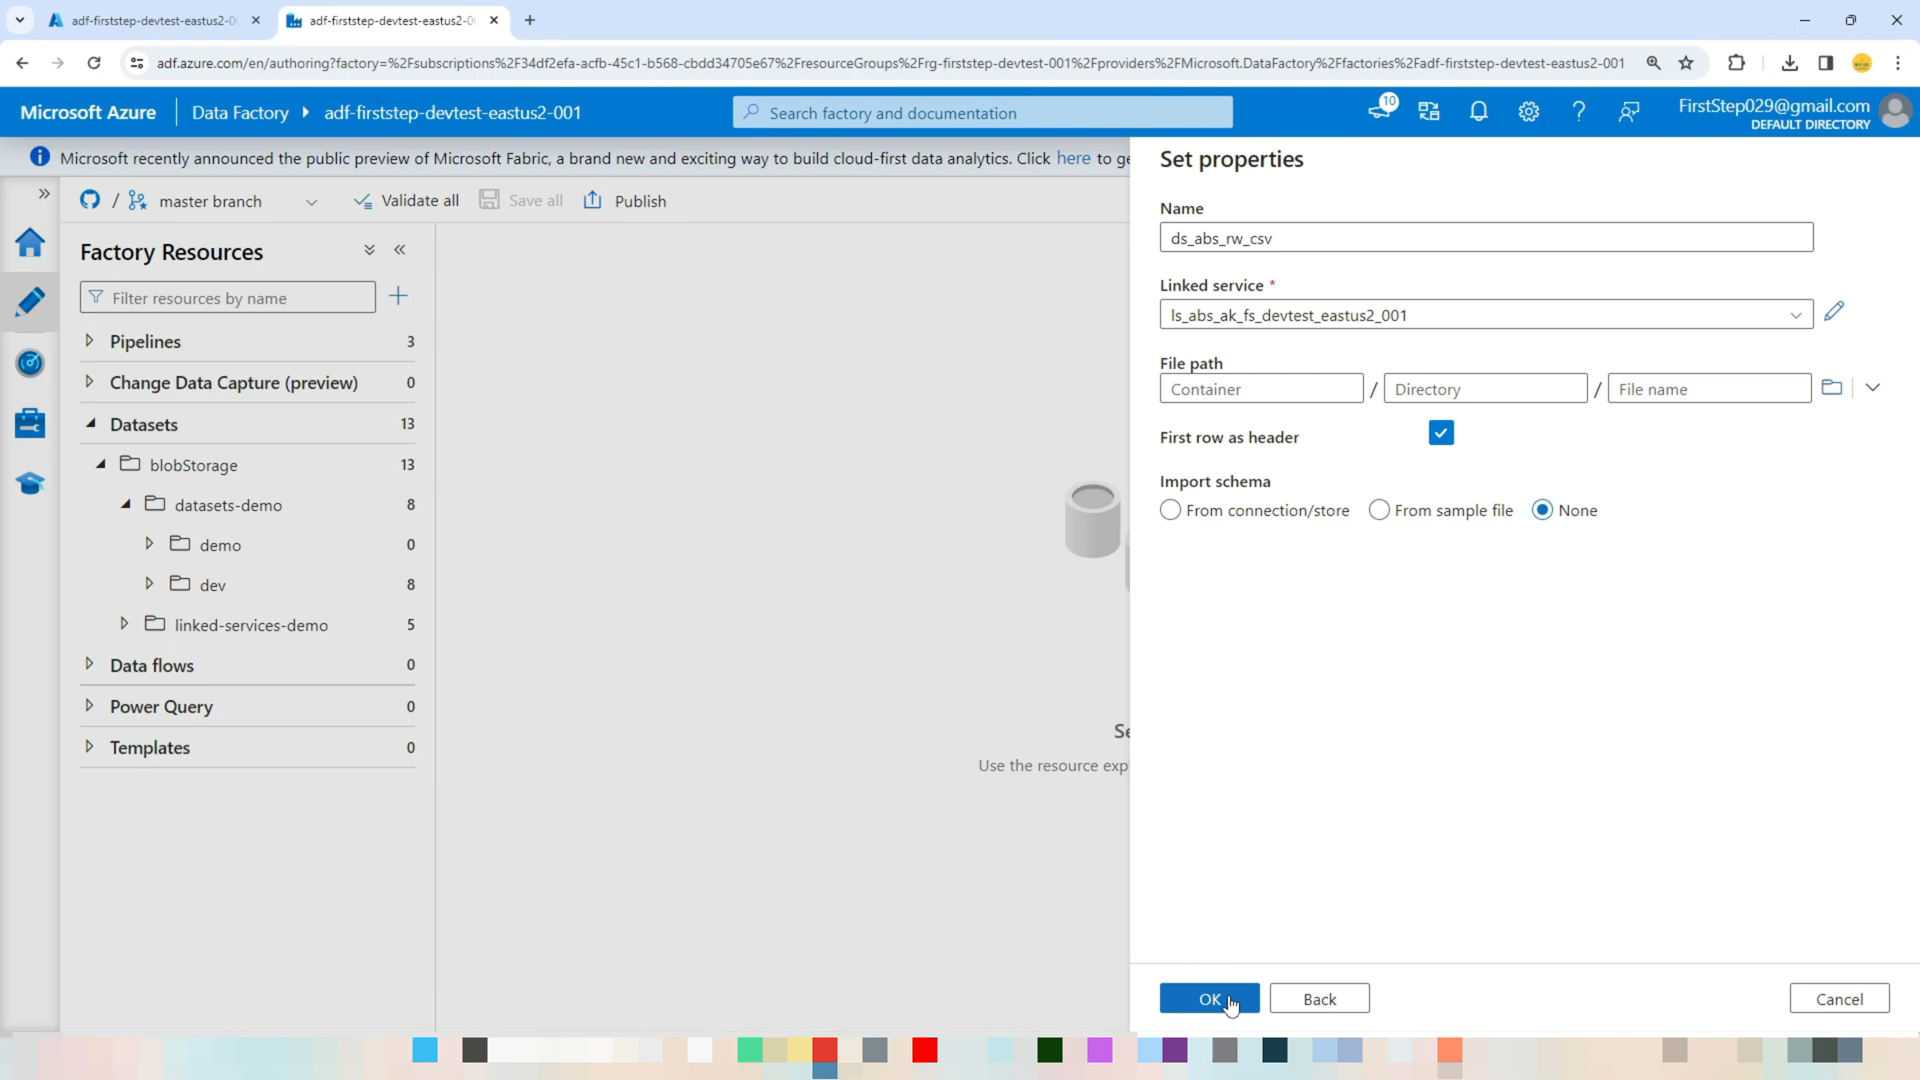 adf-firststep-devtest-eastus2-0
adf-firststep-devtest-eastus2-0
adf.azure.com/en/authoring?factory=%2Fsubscriptions%2F34df2efa-acfb-45c1-b568-cbdd34705e67%2FresourceGroups%2Frg-firststep-devtest-001%2Fproviders%2FMicrosoft.DataFactory%2Ffactories%2Fadf-firststep-devtest-eastus2-001
Microsoft Azure
Data Factory
adf-firststep-devtest-eastus2-001
Search factory and documentation
10
FirstStep029@gmail.com
DEFAULT DIRECTORY
Microsoft recently announced the public preview of Microsoft Fabric, a brand new and exciting way to build cloud-first data analytics. Click here to ge
/ master branch
Validate all
Save all
Publish
Factory Resources
Filter resources by name
Pipelines 3
Change Data Capture (preview) 0
Datasets 13
blobStorage 13
datasets-demo 8
demo 0
dev 8
linked-services-demo 5
Data flows 0
Power Query 0
Templates 0
Se
Use the resource exp
Set properties
Name
ds_abs_rw_csv
Linked service *
ls_abs_ak_fs_devtest_eastus2_001
File path
Container / Directory / File name
First row as header
Import schema
From connection/store From sample file None
OK Back Cancel